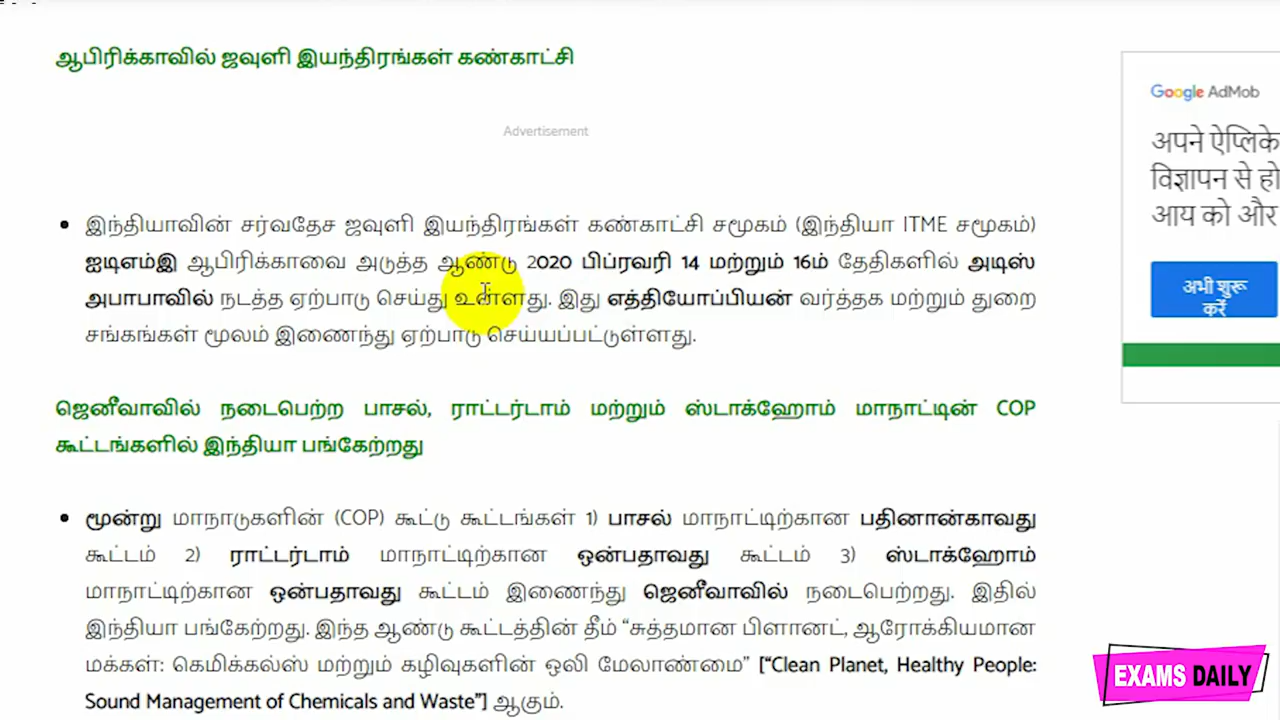 ஆபிரிக்காவில் ஜவுளி இயந்திரங்கள் கண்காட்சி
Advertisement
இந்தியாவின் சர்வதேச ஜவுளி இயந்திரங்கள் கண்காட்சி சமூகம் (இந்தியா ITME சமூகம்)
ஐடிஎம்இ ஆபிரிக்காவை அடுத்த ஆண்டு 2020 பிப்ரவரி 14 மற்றும் 16ம் தேதிகளில் அடிஸ்
அபாபாவில் நடத்த ஏற்பாடு செய்து உள்ளது. இது எத்தியோப்பியன் வர்த்தக மற்றும் துறை
சங்கங்கள் மூலம் இணைந்து ஏற்பாடு செய்யப்பட்டுள்ளது.
ஜெனீவாவில் நடைபெற்ற பாசல், ராட்டர்டாம் மற்றும் ஸ்டாக்ஹோம் மாநாட்டின் COP
கூட்டங்களில் இந்தியா பங்கேற்றது
மூன்று மாநாடுகளின் (COP) கூட்டு கூட்டங்கள் 1) பாசல் மாநாட்டிற்கான பதினான்காவது
கூட்டம் 2) ராட்டர்டாம் மாநாட்டிற்கான ஒன்பதாவது கூட்டம் 3) ஸ்டாக்ஹோம்
மாநாட்டிற்கான ஒன்பதாவது கூட்டம் இணைந்து ஜெனீவாவில் நடைபெற்றது. இதில்
இந்தியா பங்கேற்றது. இந்த ஆண்டு கூட்டத்தின் தீம் “சுத்தமான பிளானட், ஆரோக்கியமான
மக்கள்: கெமிக்கல்ஸ் மற்றும் கழிவுகளின் ஒலி மேலாண்மை” [“Clean Planet, Healthy People:
Sound Management of Chemicals and Waste”] ஆகும்.
Google AdMob
अपने ऐप्लिके
विज्ञापन से हो
आय को और
अभी शुरू
करें
EXAMS DAILY